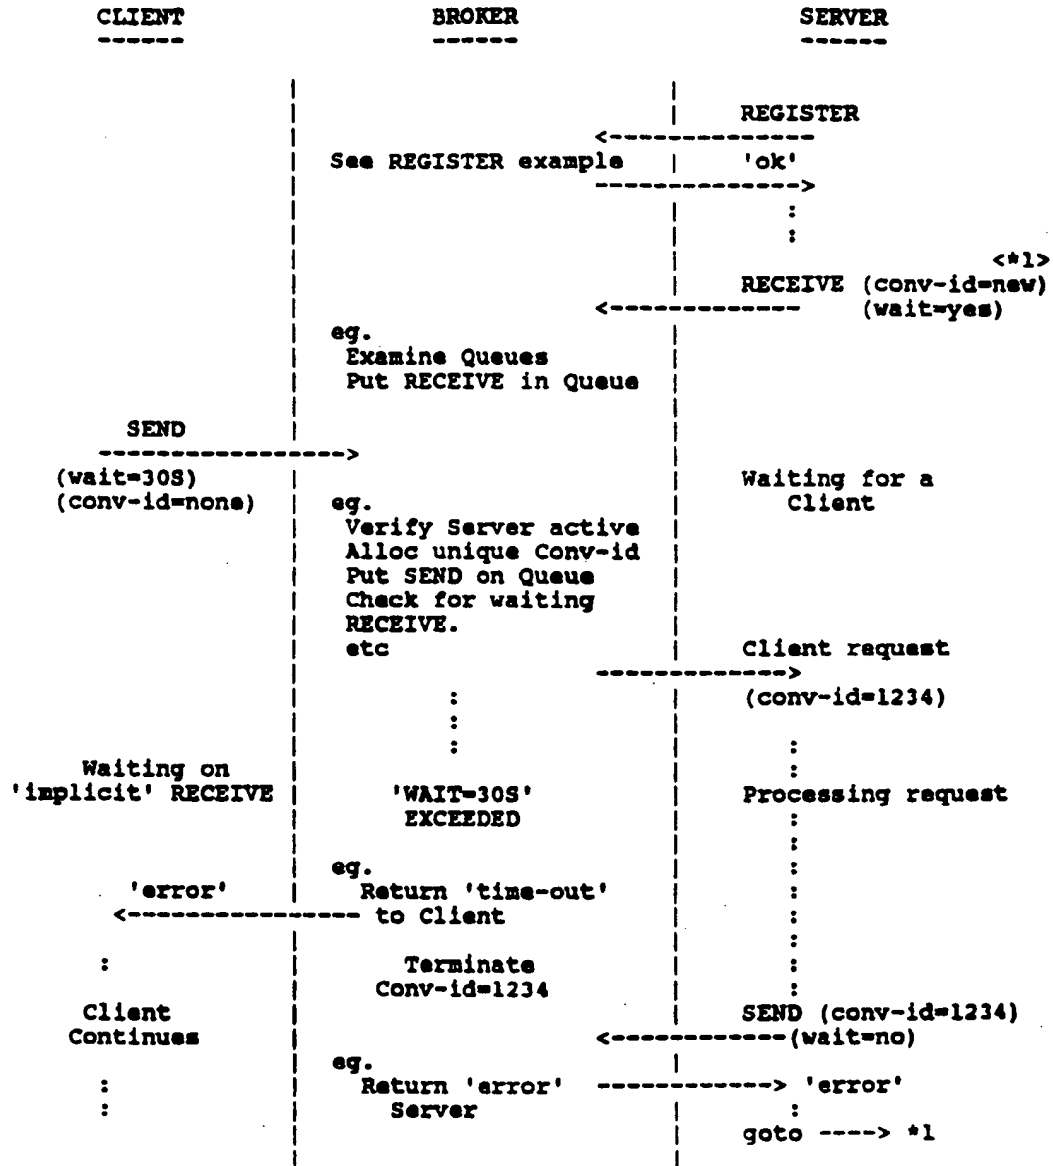 CLIENT BROKER SERVER
------ ------ ------
REGISTER
<---------------
See REGISTER example 'ok'
--------------->
:
:
<*1>
RECEIVE (conv-id=new)
<-------------- (wait=yes)
eg.
Examine Queues
Put RECEIVE in Queue
SEND
----------------->
(wait=30S) Waiting for a
(conv-id=none) eg. Client
Verify Server active
Alloc unique Conv-id
Put SEND on Queue
Check for waiting
RECEIVE.
etc Client request
-------------->
: (conv-id=1234)
:
: :
Waiting on :
'implicit' RECEIVE 'WAIT=30S' Processing request
EXCEEDED :
:
eg. :
'error' Return 'time-out' :
<---------------- to Client :
:
: Terminate :
Conv-id=1234 :
Client SEND (conv-id=1234)
Continues <-------------(wait=no)
eg.
: Return 'error' -------------> 'error'
: Server :
goto ----> *1